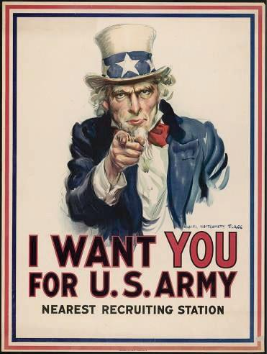 I WANT YOU
FOR U.S. ARMY
NEAREST RECRUITING STATION